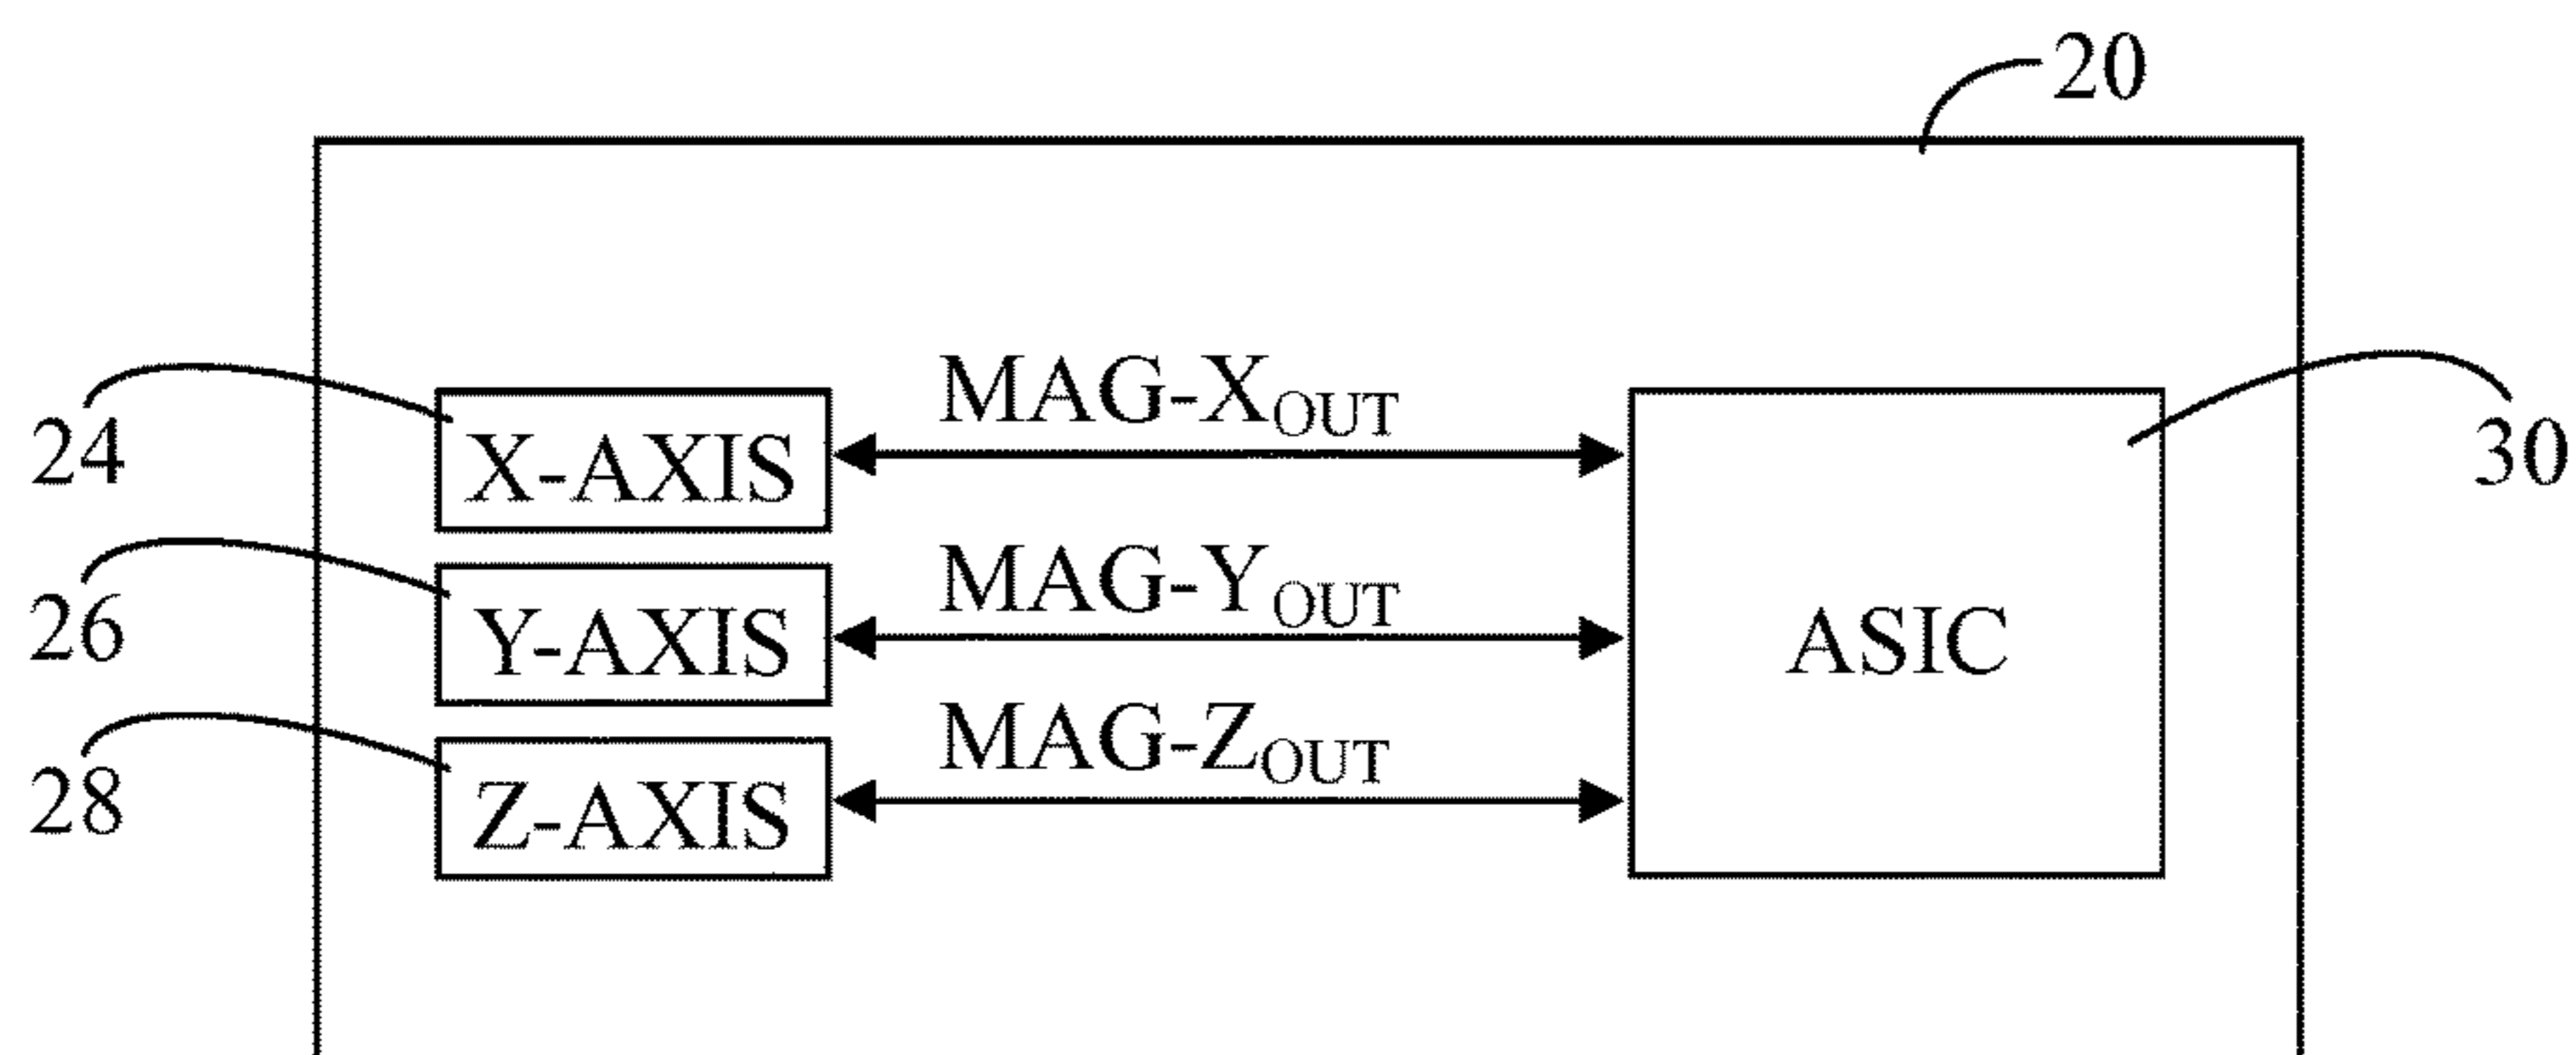 20
MAG-XOUT
24
X-AXIS
30
MAG-YOUT
26
Y-AXIS
ASIC
MAG-ZOUT
28
Z-AXIS